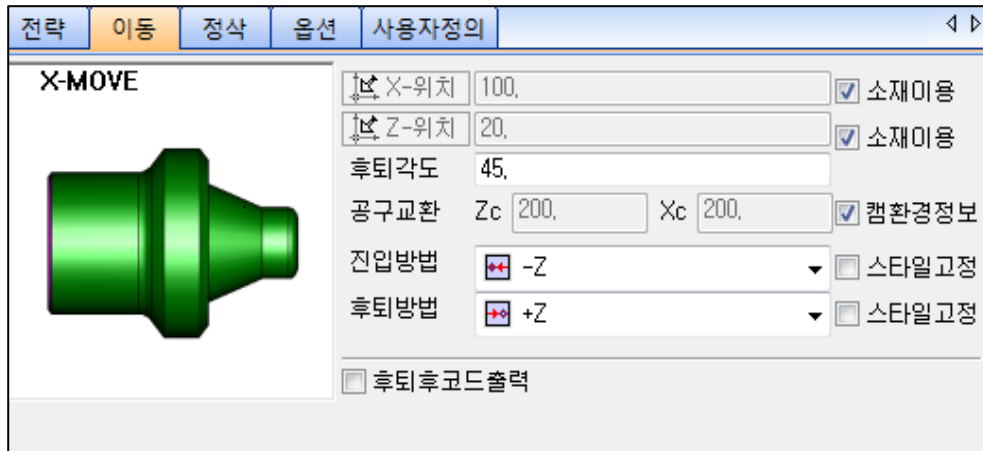 전략 이동 정삭 옵션 사용자정의
X-MOVE
X-위치 100, 소재이용
Z-위치 20, 소재이용
후퇴각도 45,
공구교환 Zc 200, Xc 200, 캠환경정보
진입방법 -Z 스타일고정
후퇴방법 +Z 스타일고정
후퇴후코드출력